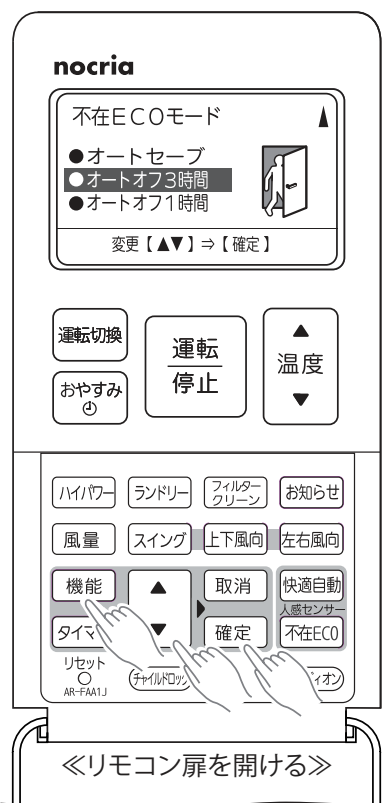 nocria
不在ECOモード
●オートセーブ
●オートオフ3時間
●オートオフ1時間
変更【▲▼】⇒【確定】
運転切換
運転
停止
▲
温度
▼
おやすみ
ハイパワー ランドリー フィルター
クリーン お知らせ
風量 スイング 上下風向 左右風向
機能 ▲ 取消 快適自動
人感センサー
▼ 確定 不在ECO
リセット
AR-FAA1J
≪リモコン扉を開ける≫